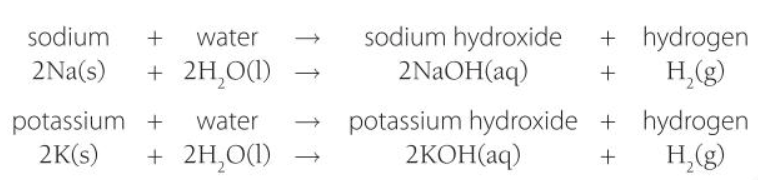 sodium + water → sodium hydroxide + hydrogen
2Na(s) + 2H₂O(l) → 2NaOH(aq) + H₂(g)
potassium + water → potassium hydroxide + hydrogen
2K(s) + 2H₂O(l) → 2KOH(aq) + H₂(g)